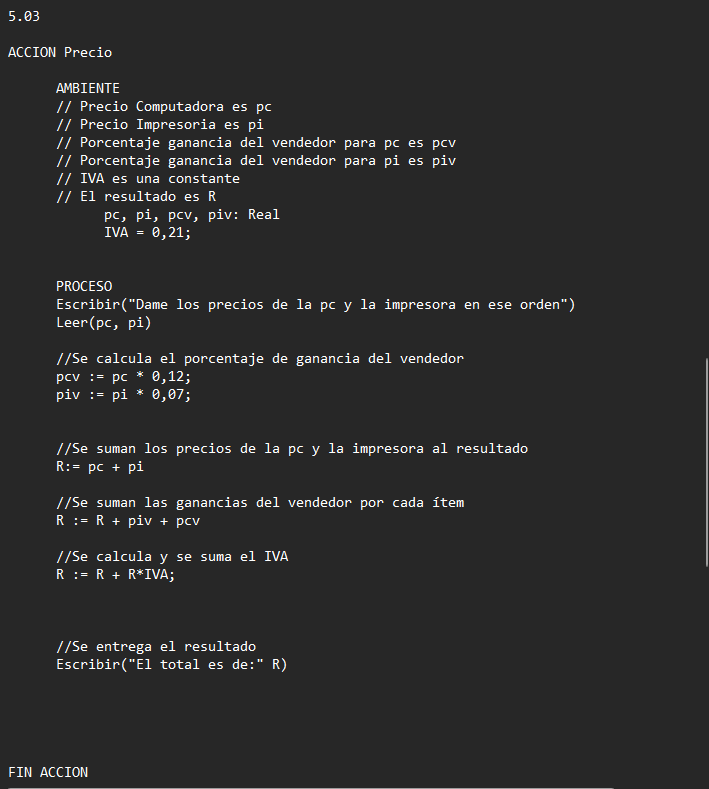 5.03
ACCION Precio
AMBIENTE
// Precio Computadora es pc
// Precio Impresoria es pi
// Porcentaje ganancia del vendedor para pc es pcv
// Porcentaje ganancia del vendedor para pi es piv
// IVA es una constante
// El resultado es R
pc, pi, pcv, piv: Real
IVA = 0,21;
PROCESO
Escribir("Dame los precios de la pc y la impresora en ese orden")
Leer(pc, pi)
//Se calcula el porcentaje de ganancia del vendedor
pcv := pc * 0,12;
piv := pi * 0,07;
//Se suman los precios de la pc y la impresora al resultado
R:= pc + pi
//Se suman las ganancias del vendedor por cada ítem
R := R + piv + pcv
//Se calcula y se suma el IVA
R := R + R*IVA;
//Se entrega el resultado
Escribir("El total es de:" R)
FIN ACCION